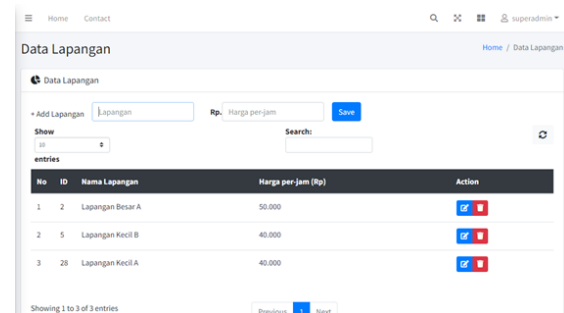 Home Contact superadmin
Data Lapangan
Home / Data Lapangan
Data Lapangan
+ Add Lapangan Lapangan Rp. Harga per-jam Save
Show Search:
10
entries
No ID Nama Lapangan Harga per-jam (Rp) Action
1 2 Lapangan Besar A 50.000
2 5 Lapangan Kecil B 40.000
3 28 Lapangan Kecil A 40.000
Showing 1 to 3 of 3 entries Previous 1 Next